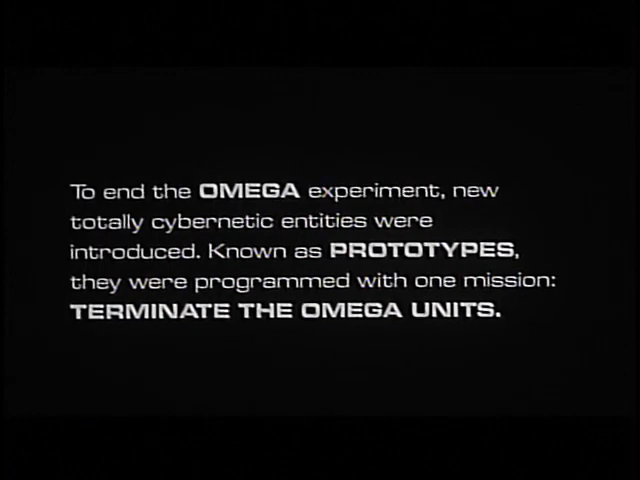 To end the OMEGA experiment, new
totally cybernetic entities were
introduced. Known as PROTOTYPES,
they were programmed with one mission:
TERMINATE THE OMEGA UNITS.